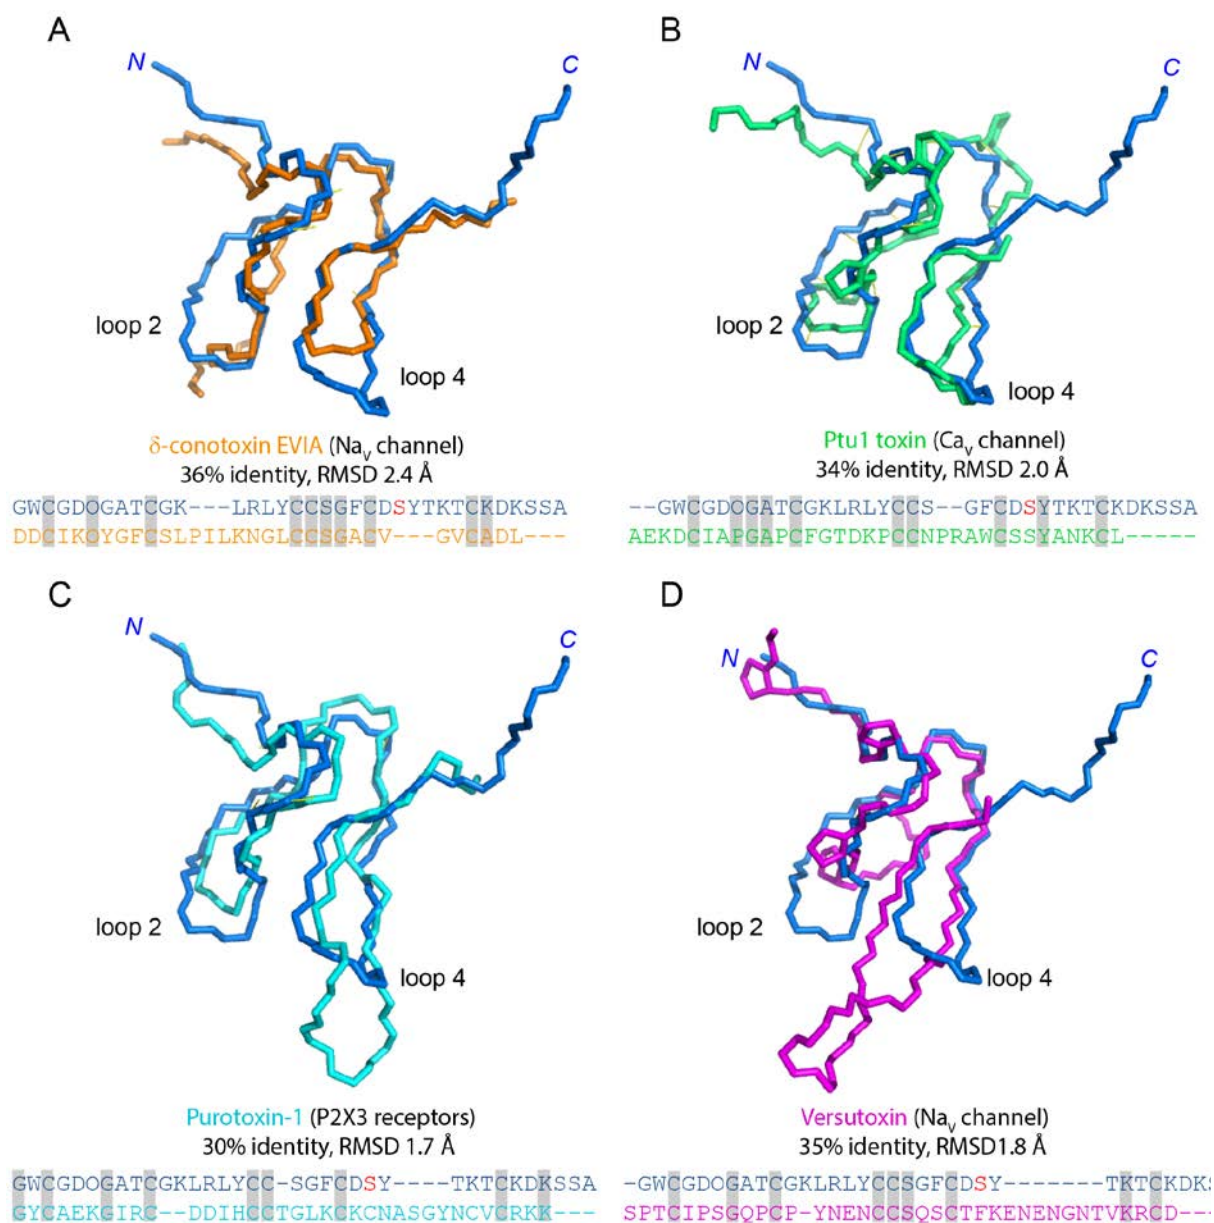 A
N
C
loop 2
loop 4
δ-conotoxin EVIA (Nav channel)
36% identity, RMSD 2.4 Å
GWCGDOGATCGK---LRLYCCSGFCDSYTKTCKDKSSA
DDCIKOYGFCSLPILKNGLCCSGACV---GVCADL---
B
N
C
loop 2
loop 4
Ptu1 toxin (Cav channel)
34% identity, RMSD 2.0 Å
--GWCGDOGATCGKLRLYCCS--GFCDSYTKTCKDKSSA
AEKDCIAPGAPCFGTDKPCCNPRAWCSSYANKCL-----
C
N
C
loop 2
loop 4
Purotoxin-1 (P2X3 receptors)
30% identity, RMSD 1.7 Å
GWCGDOGATCGKLRLYCC-SGFCDSY----TKTCKDKSSA
GYCAEKGIRC--DDIHCCTGLKCKCNASGYNCVCRKK---
D
N
C
loop 2
loop 4
Versutoxin (Nav channel)
35% identity, RMSD1.8 Å
-GWCGDOGATCGKLRLYCCSGFCDSY-------TKTCKDKS
SPTCIPSGQPCP-YNENCCSQSCTFKENENGNTVKRCD---